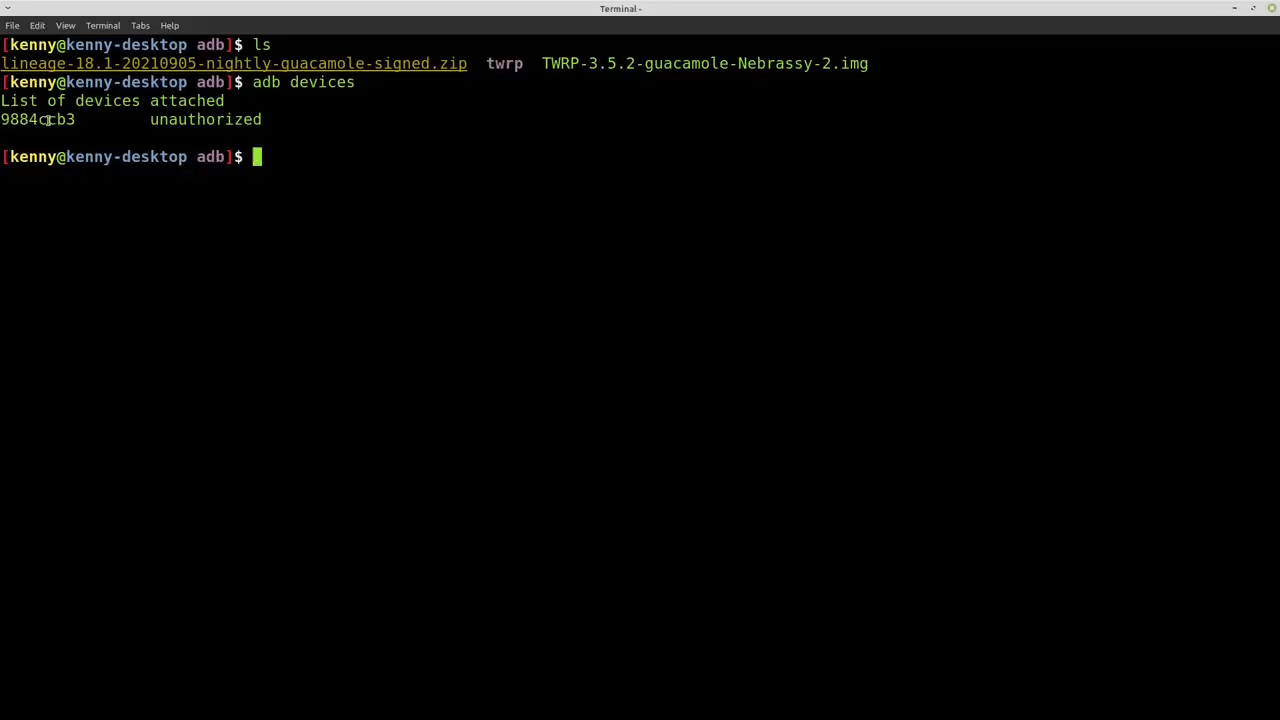 Terminal -
File Edit View Terminal Tabs Help
[kenny@kenny-desktop adb]$ ls
lineage-18.1-20210905-nightly-guacamole-signed.zip  twrp  TWRP-3.5.2-guacamole-Nebrassy-2.img
[kenny@kenny-desktop adb]$ adb devices
List of devices attached
9884ccb3        unauthorized
[kenny@kenny-desktop adb]$